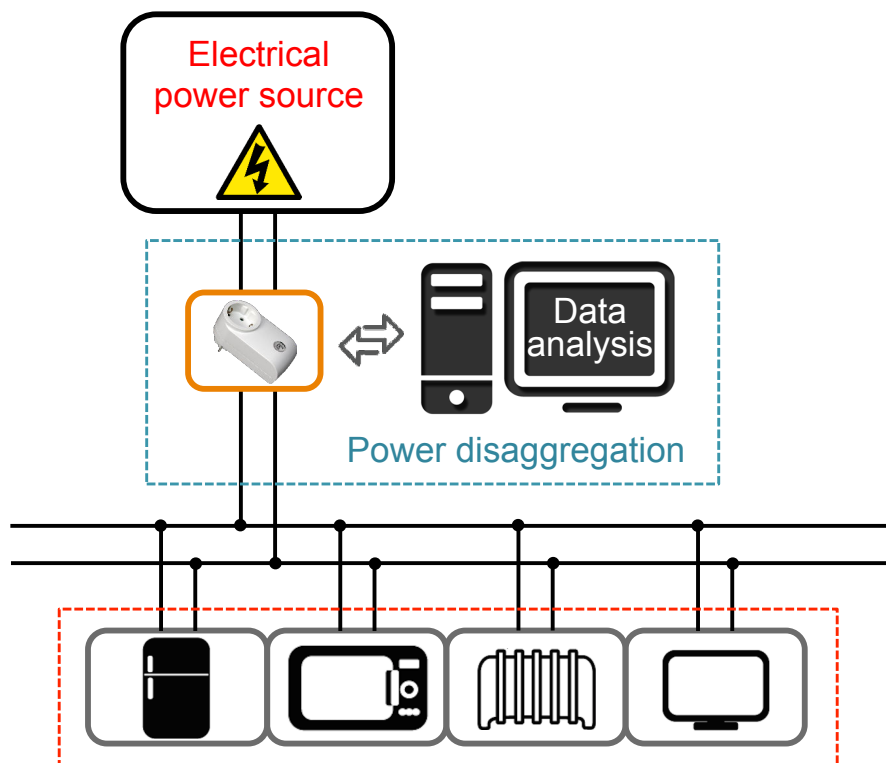 Electrical
power source
Data
analysis
Power disaggregation